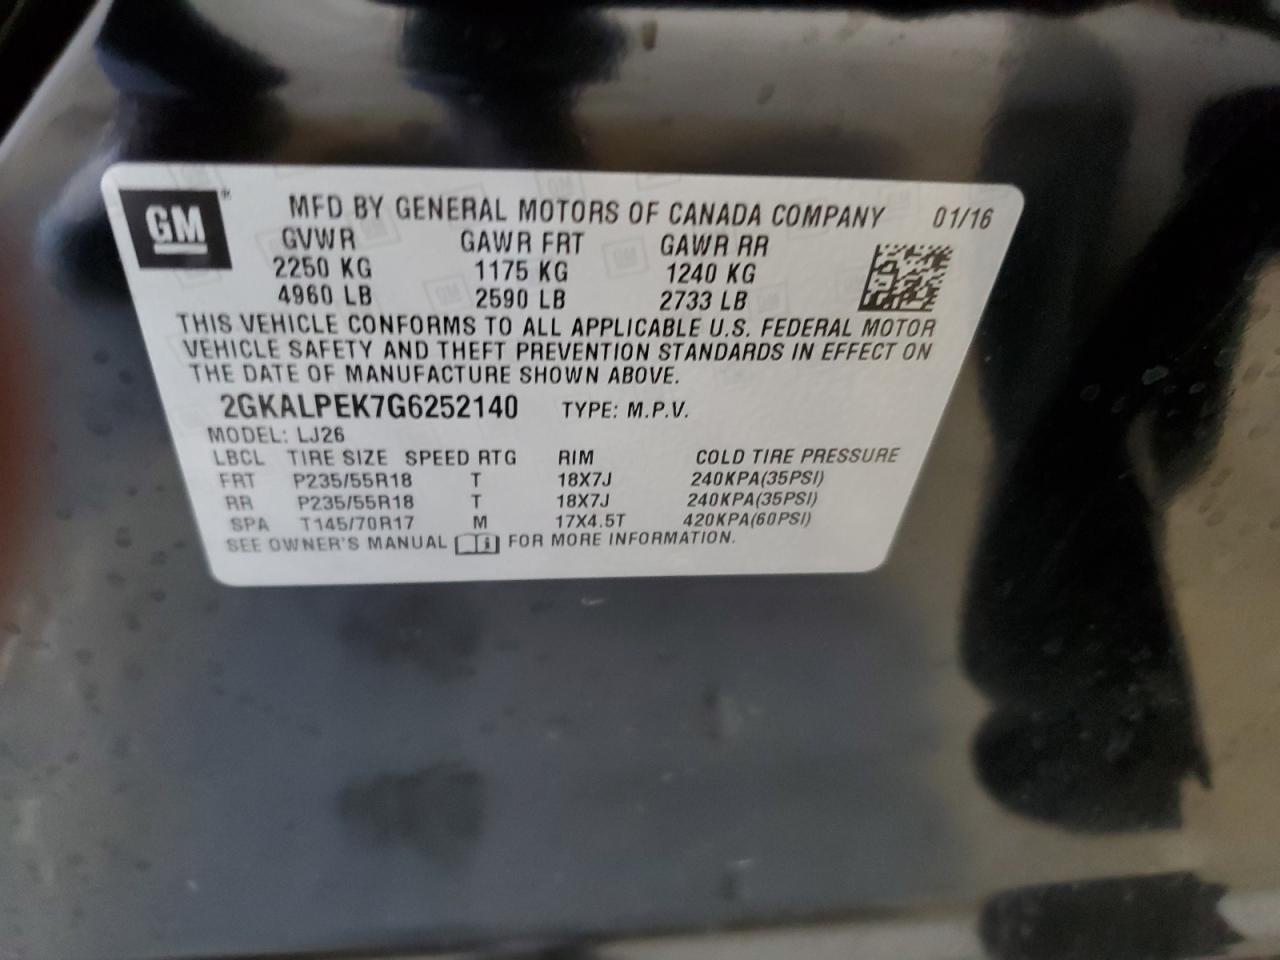 GM
MFD BY GENERAL MOTORS OF CANADA COMPANY 01/16
GVWR GAWR FRT GAWR RR
2250 KG 1175 KG 1240 KG
4960 LB 2590 LB 2733 LB
THIS VEHICLE CONFORMS TO ALL APPLICABLE U.S. FEDERAL MOTOR
VEHICLE SAFETY AND THEFT PREVENTION STANDARDS IN EFFECT ON
THE DATE OF MANUFACTURE SHOWN ABOVE.
2GKALPEK7G6252140 TYPE: M.P.V.
MODEL: LJ26
LBCL TIRE SIZE SPEED RTG RIM COLD TIRE PRESSURE
FRT P235/55R18 T 18X7J 240KPA(35PSI)
RR P235/55R18 T 18X7J 240KPA(35PSI)
SPA T145/70R17 M 17X4.5T 420KPA(60PSI)
SEE OWNER'S MANUAL FOR MORE INFORMATION.